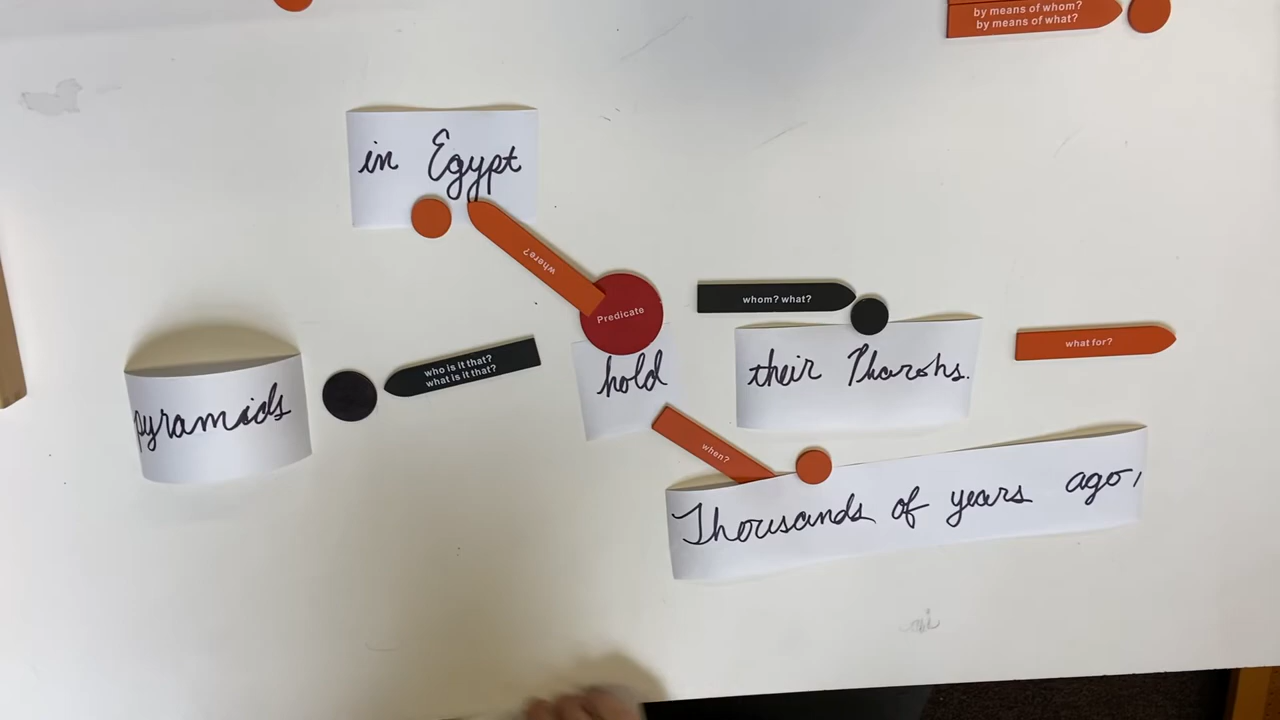 by means of whom?
by means of what?
in Egypt
where?
Predicate
whom? what?
what for?
who is it that?
what is it that?
hold
their Pharohs.
pyramids
when?
Thousands of years ago,